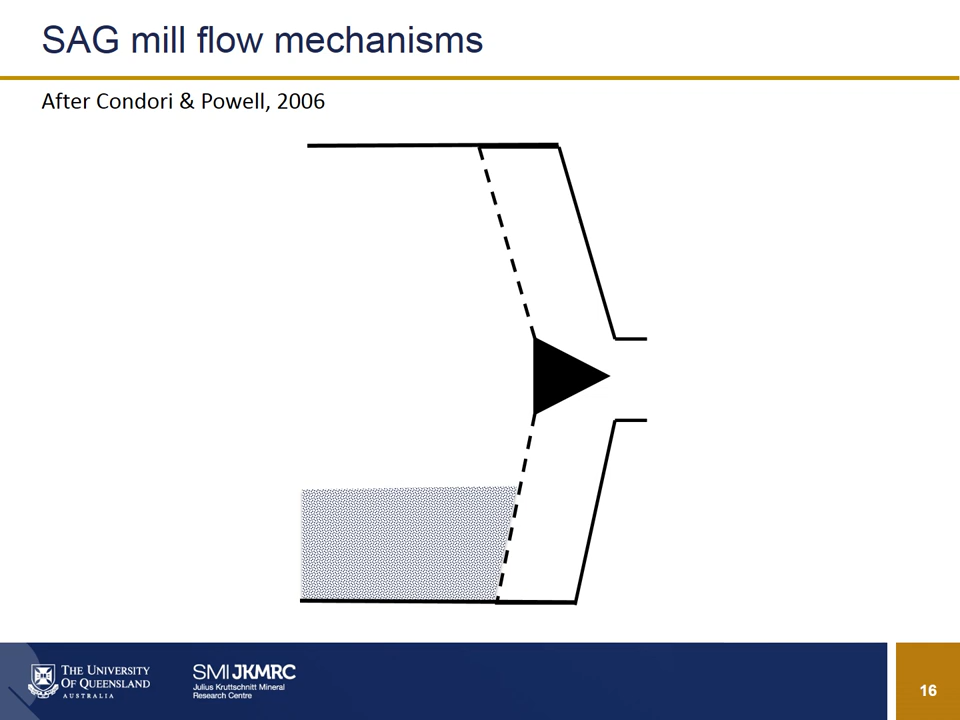 SAG mill flow mechanisms
After Condori & Powell, 2006
THE UNIVERSITY
OF QUEENSLAND
AUSTRALIA
SMI JKMRC
Julius Kruttschnitt Mineral
Research Centre
16